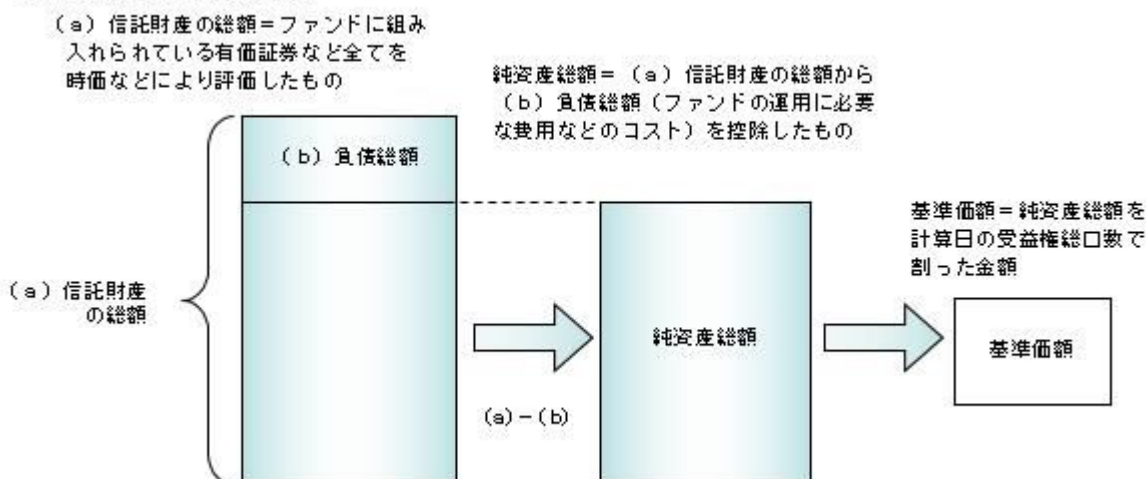 (a)信託財産の総額=ファンドに組み
入れられている有価証券など全てを
時価などにより評価したもの
純資産総額=(a)信託財産の総額から
(b)負債総額(ファンドの運用に必要
な費用などのコスト)を控除したもの
(b)負債総額
基準価額=純資産総額を
計算日の受益権総口数で
割った金額
(a)信託財産
の総額
純資産総額
基準価額
(a)-(b)